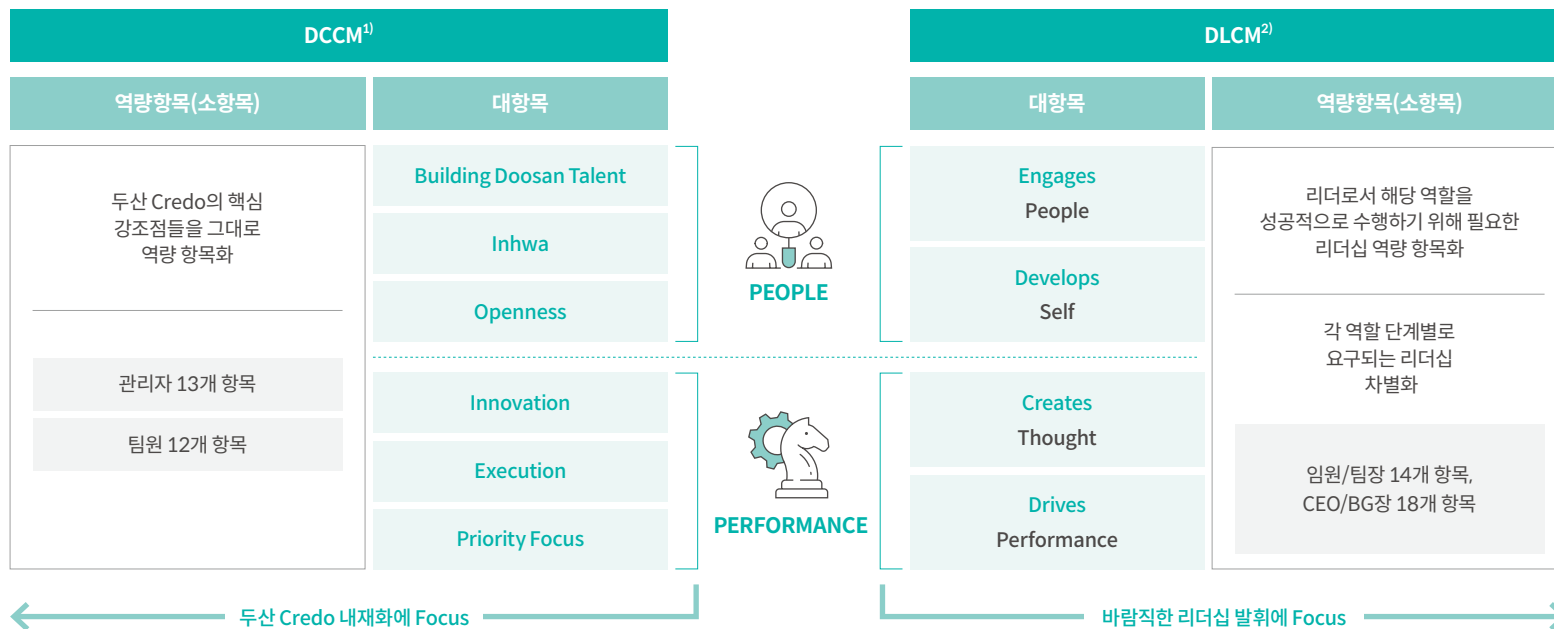 DCCM1)
역량항목(소항목)
대항목
두산 Credo의 핵심
강조점들을 그대로
역량 항목화
관리자 13개 항목
팀원 12개 항목
Building Doosan Talent
Inhwa
Openness
Innovation
Execution
Priority Focus
두산 Credo 내재화에 Focus
PEOPLE
PERFORMANCE
DLCM2)
대항목
역량항목(소항목)
Engages
People
Develops
Self
Creates
Thought
Drives
Performance
리더로서 해당 역할을
성공적으로 수행하기 위해 필요한
리더십 역량 항목화
각 역할 단계별로
요구되는 리더십
차별화
임원/팀장 14개 항목,
CEO/BG장 18개 항목
바람직한 리더십 발휘에 Focus